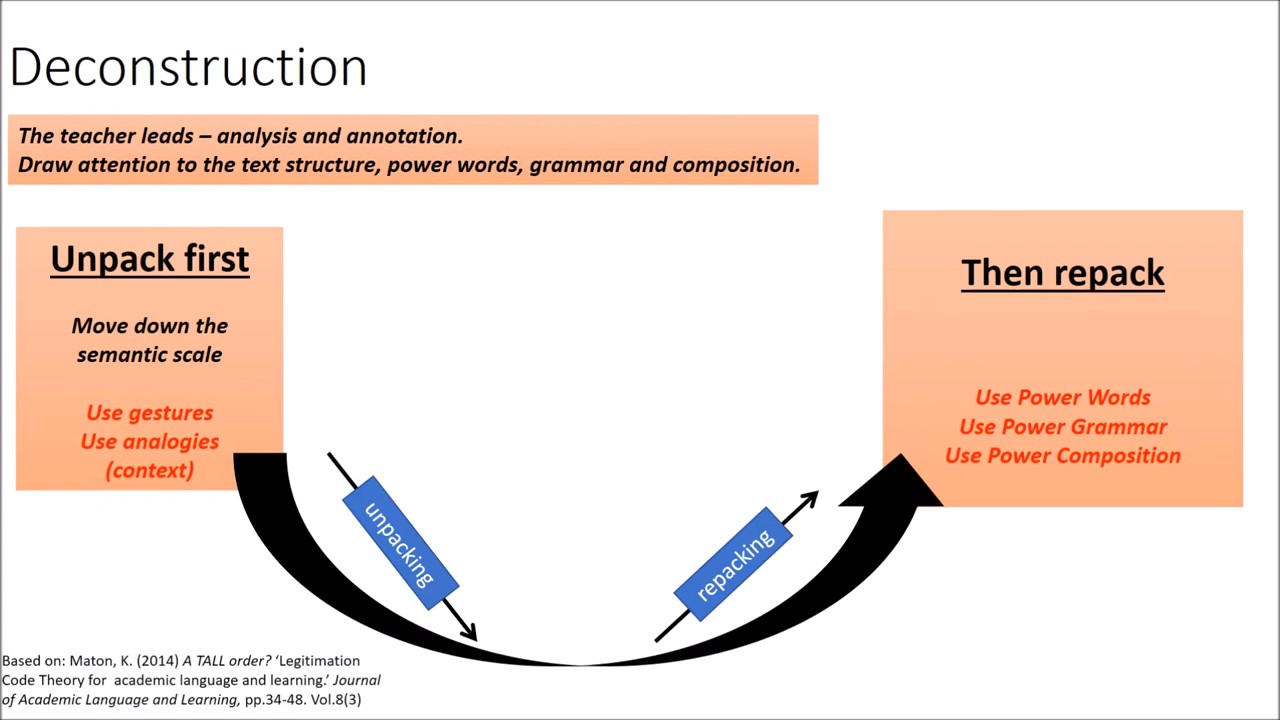 Deconstruction
The teacher leads – analysis and annotation.
Draw attention to the text structure, power words, grammar and composition.
Unpack first
Move down the
semantic scale
Use gestures
Use analogies
(context)
Then repack
Use Power Words
Use Power Grammar
Use Power Composition
unpacking
repacking
Based on: Maton, K. (2014) A TALL order? ‘Legitimation
Code Theory for academic language and learning.’ Journal
of Academic Language and Learning, pp.34-48. Vol.8(3)